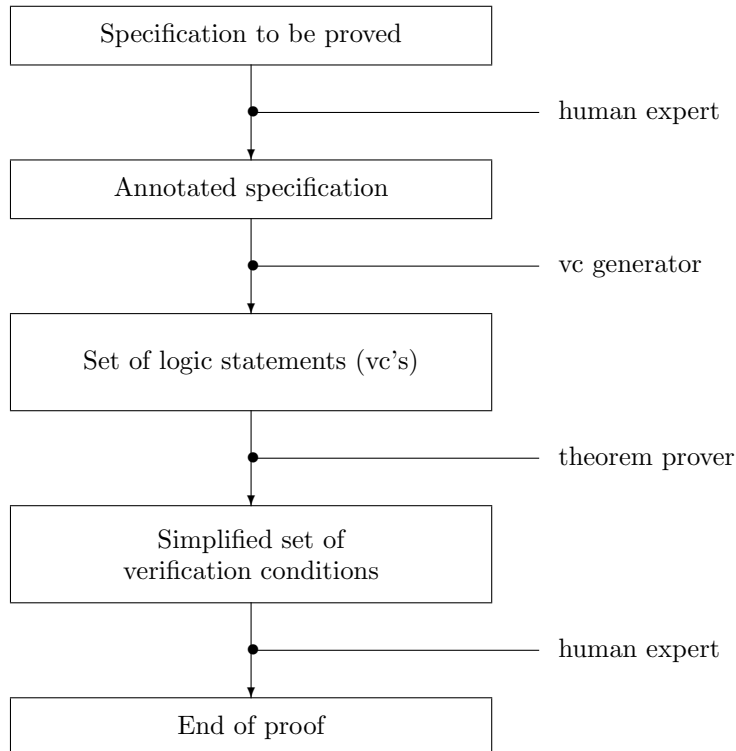 Specification to be proved
human expert
Annotated specification
vc generator
Set of logic statements (vc's)
theorem prover
Simplified set of
verification conditions
human expert
End of proof